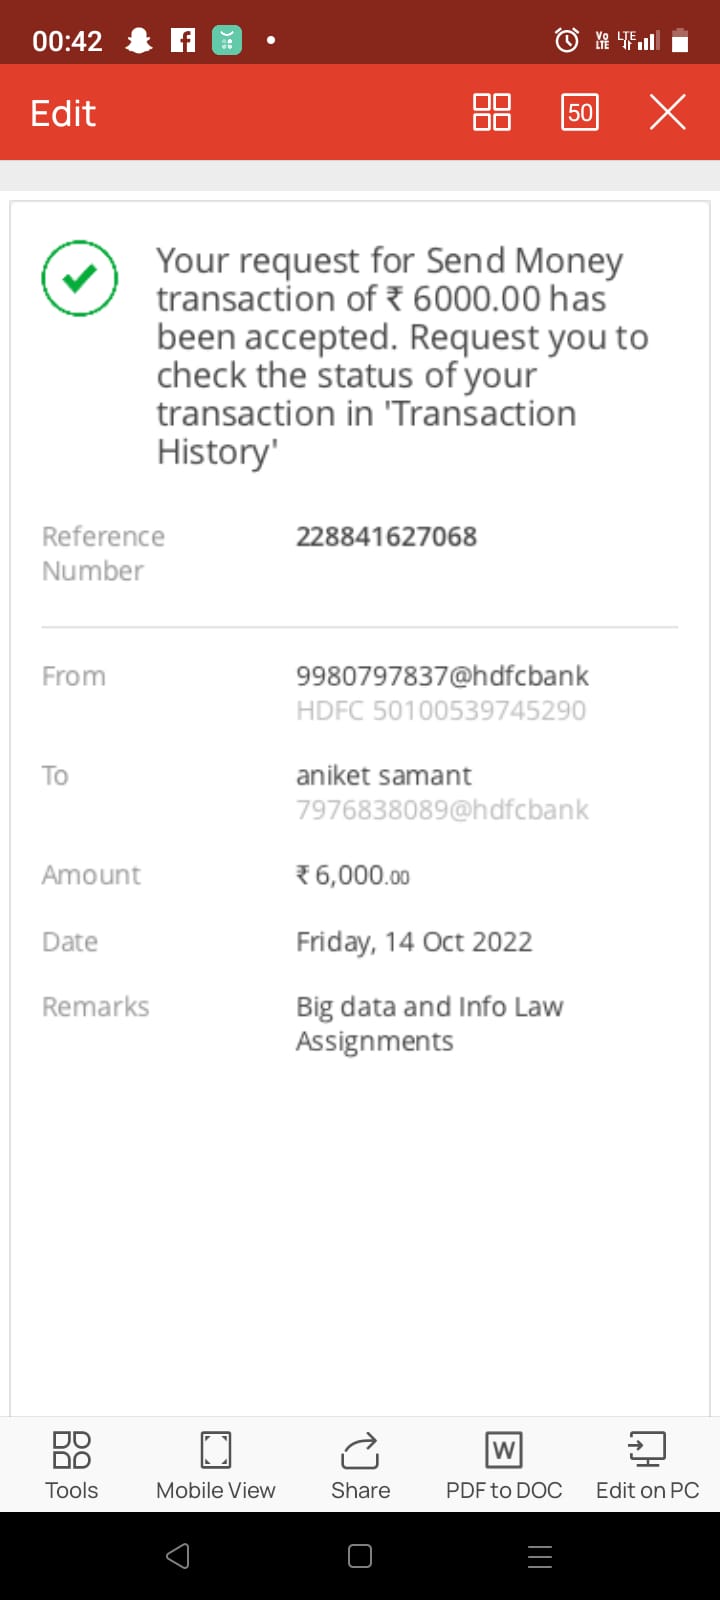 00:42
VO LTE LTE
Edit
50
Your request for Send Money
transaction of ₹ 6000.00 has
been accepted. Request you to
check the status of your
transaction in 'Transaction
History'
Reference 228841627068
Number
From 9980797837@hdfcbank
HDFC 50100539745290
To aniket samant
7976838089@hdfcbank
Amount ₹ 6,000.00
Date Friday, 14 Oct 2022
Remarks Big data and Info Law
Assignments
W
Tools Mobile View Share PDF to DOC Edit on PC